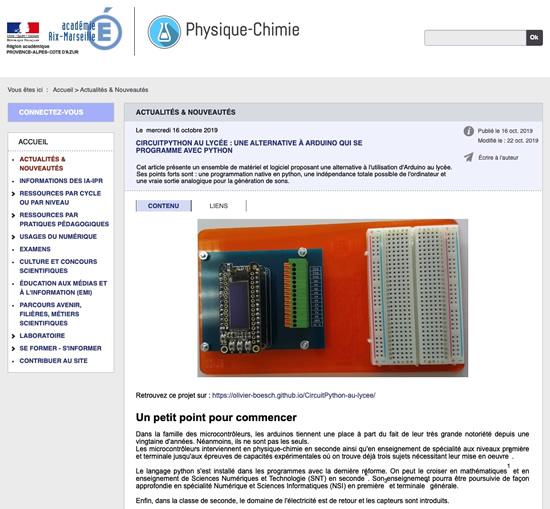 académie
Aix-Marseille
Région académique
PROVENCE-ALPES-COTE D'AZUR
Physique-Chimie
Ok
Vous êtes ici : Accueil > Actualités & Nouveautés
CONNECTEZ-VOUS
ACCUEIL
ACTUALITÉS &
NOUVEAUTÉS
INFORMATIONS DES IA-IPR
RESSOURCES PAR CYCLE
OU PAR NIVEAU
RESSOURCES PAR
PRATIQUES PÉDAGOGIQUES
USAGES DU NUMÉRIQUE
EXAMENS
CULTURE ET CONCOURS
SCIENTIFIQUES
ÉDUCATION AUX MÉDIAS ET
À L'INFORMATION (EMI)
PARCOURS AVENIR,
FILIÈRES, MÉTIERS
SCIENTIFIQUES
LABORATOIRE
SE FORMER - S'INFORMER
CONTRIBUER AU SITE
ACTUALITÉS & NOUVEAUTÉS
Le mercredi 16 octobre 2019
CIRCUITPYTHON AU LYCÉE : UNE ALTERNATIVE À ARDUINO QUI SE
PROGRAMME AVEC PYTHON
Cet article présente un ensemble de matériel et logiciel proposant une alternative à l'utilisation d'Arduino au lycée.
Ses points forts sont : une programmation native en python, une indépendance totale possible de l'ordinateur et
une vraie sortie analogique pour la génération de sons.
Publié le 16 oct. 2019
Modifié le : 22 oct. 2019
Écrire à l'auteur
CONTENU
LIENS
Retrouvez ce projet sur : https://olivier-boesch.github.io/CircuitPython-au-lycee/
Un petit point pour commencer
Dans la famille des microcontrôleurs, les arduinos tiennent une place à part du fait de leur très grande notoriété depuis une
vingtaine d'années. Néanmoins, ils ne sont pas les seuls.
Les microcontrôleurs interviennent en physique-chimie en seconde ainsi qu'en enseignement de spécialité aux niveaux première
et terminale jusqu'aux épreuves de capacités expérimentales où on trouve déjà trois sujets nécessitant leur mise en oeuvre .
Le langage python s'est installé dans les programmes avec la dernière réforme. On peut le croiser en mathématiques 1 et en
enseignement de Sciences Numériques et Technologie (SNT) en seconde . Son enseignement pourra être poursuivie de façon
approfondie en spécialité Numérique et Sciences Informatiques (NSI) en première et terminale générale.
Enfin, dans la classe de seconde, le domaine de l'électricité est de retour et les capteurs sont introduits.